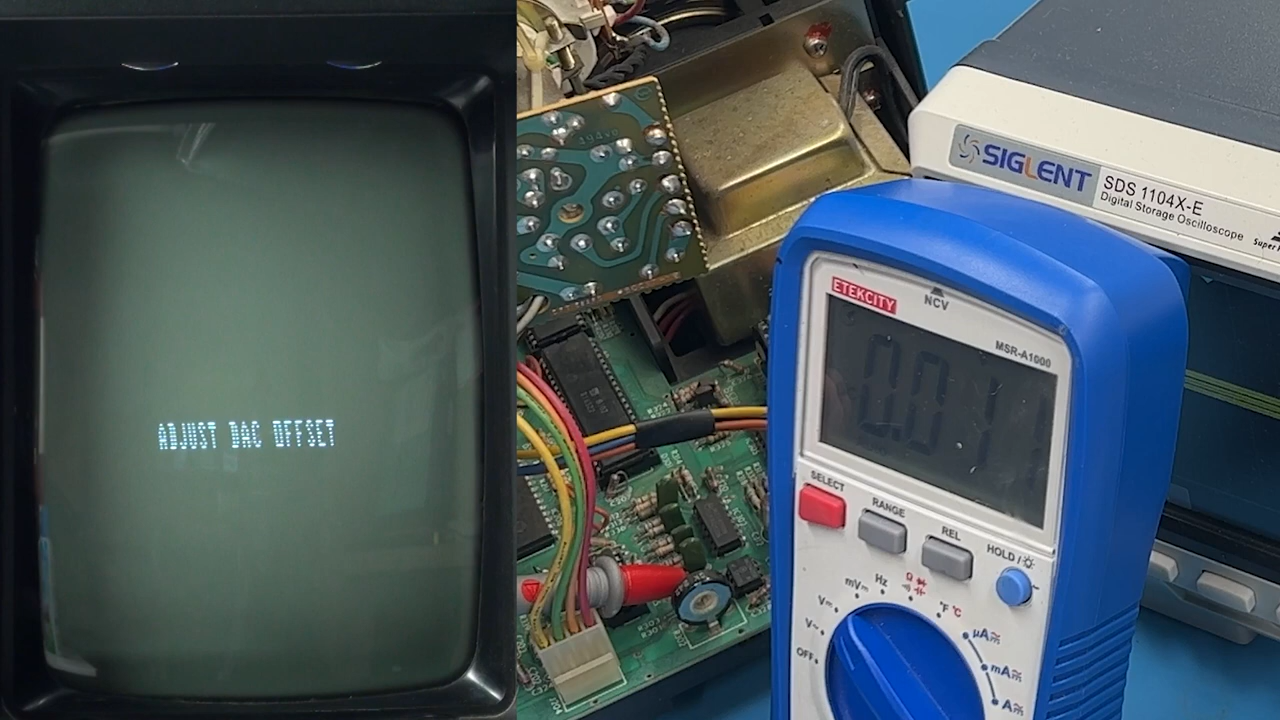 ADJUST DAC OFFSET
SIGLENT
SDS 1104X-E
Digital Storage Oscilloscope
ETEKCITY
NCV
MSR-A1000
0.011
SELECT
RANGE
REL
HOLD/
mV
Hz
Ω
°F °C
V
V
OFF
μA
mA
A